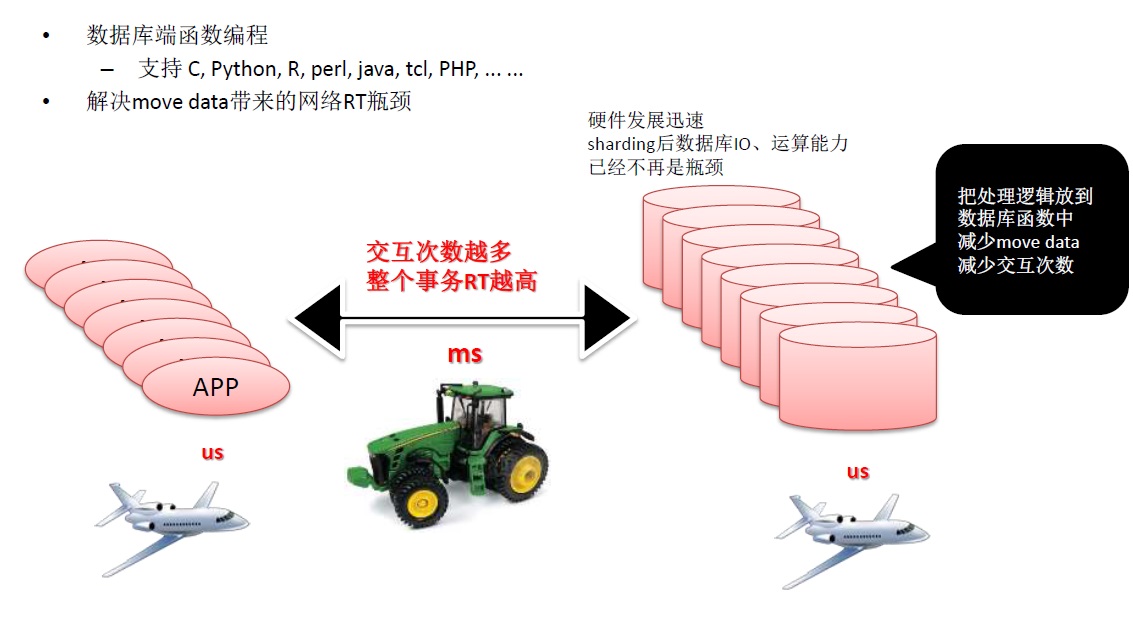 • 数据库端函数编程
– 支持 C, Python, R, perl, java, tcl, PHP, ... ...
• 解决move data带来的网络RT瓶颈
硬件发展迅速
sharding后数据库IO、运算能力
已经不再是瓶颈
把处理逻辑放到
数据库函数中
减少move data
减少交互次数
交互次数越多
整个事务RT越高
ms
APP
us
us